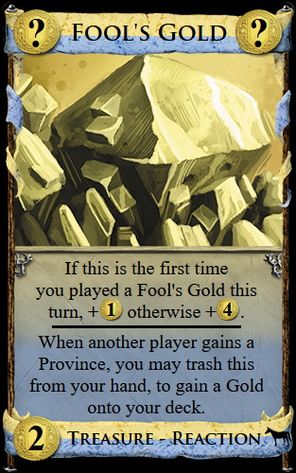 ? FOOL'S GOLD ?
If this is the first time
you played a Fool's Gold this
turn, +1 otherwise +4.
When another player gains a
Province, you may trash this
from your hand, to gain a Gold
onto your deck.
2 TREASURE - REACTION